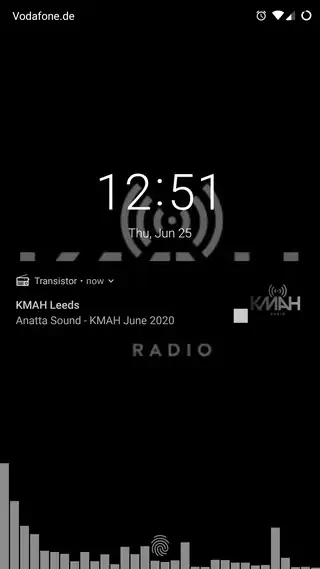 Vodafone.de
12:51
Thu, Jun 25
Transistor • now
KMAH Leeds
Anatta Sound - KMAH June 2020
KMAH
RADIO
RADIO